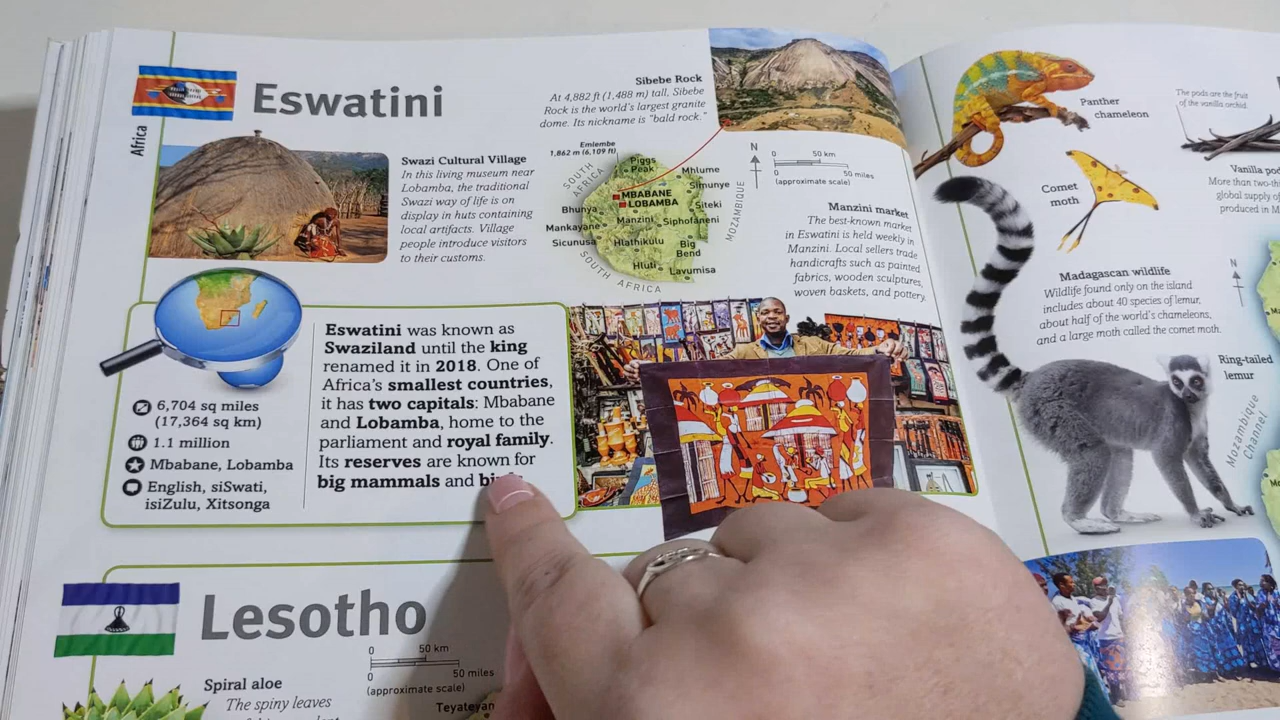 Africa
Eswatini
Swazi Cultural Village
In this living museum near
Lobamba, the traditional
Swazi way of life is on
display in huts containing
local artifacts. Village
people introduce visitors
to their customs.
Sibebe Rock
At 4,882 ft (1,488 m) tall, Sibebe
Rock is the world's largest granite
dome. Its nickname is "bald rock."
Emlembe
1,862 m (6,109 ft)
SOUTH
AFRICA
Piggs
Peak
Mhlume
Simunye
MBABANE
LOBAMBA
Siteki
Bhunya
Manzini
Siphofaneni
Mankayane
Sicunusa
Hlathikulu
Big
Bend
Hluti
Lavumisa
SOUTH AFRICA
MOZAMBIQUE
N
0 50 km
0 50 miles
(approximate scale)
Manzini market
The best-known market
in Eswatini is held weekly in
Manzini. Local sellers trade
handicrafts such as painted
fabrics, wooden sculptures,
woven baskets, and pottery.
6,704 sq miles
(17,364 sq km)
1.1 million
Mbabane, Lobamba
English, siSwati,
isiZulu, Xitsonga
Eswatini was known as
Swaziland until the king
renamed it in 2018. One of
Africa's smallest countries,
it has two capitals: Mbabane
and Lobamba, home to the
parliament and royal family.
Its reserves are known for
big mammals and
Lesotho
0 50 km
0 50 miles
(approximate scale)
Spiral aloe
The spiny leaves
Teyateyan
Panther
chameleon
The pods are the fruit
of the vanilla orchid.
Vanilla
More than
global supply
produced in
Comet
moth
Madagascan wildlife
Wildlife found only on the island
includes about 40 species of lemur,
about half of the world's chameleons,
and a large moth called the comet moth.
N
Ring-tailed
lemur
Mozambique
Channel